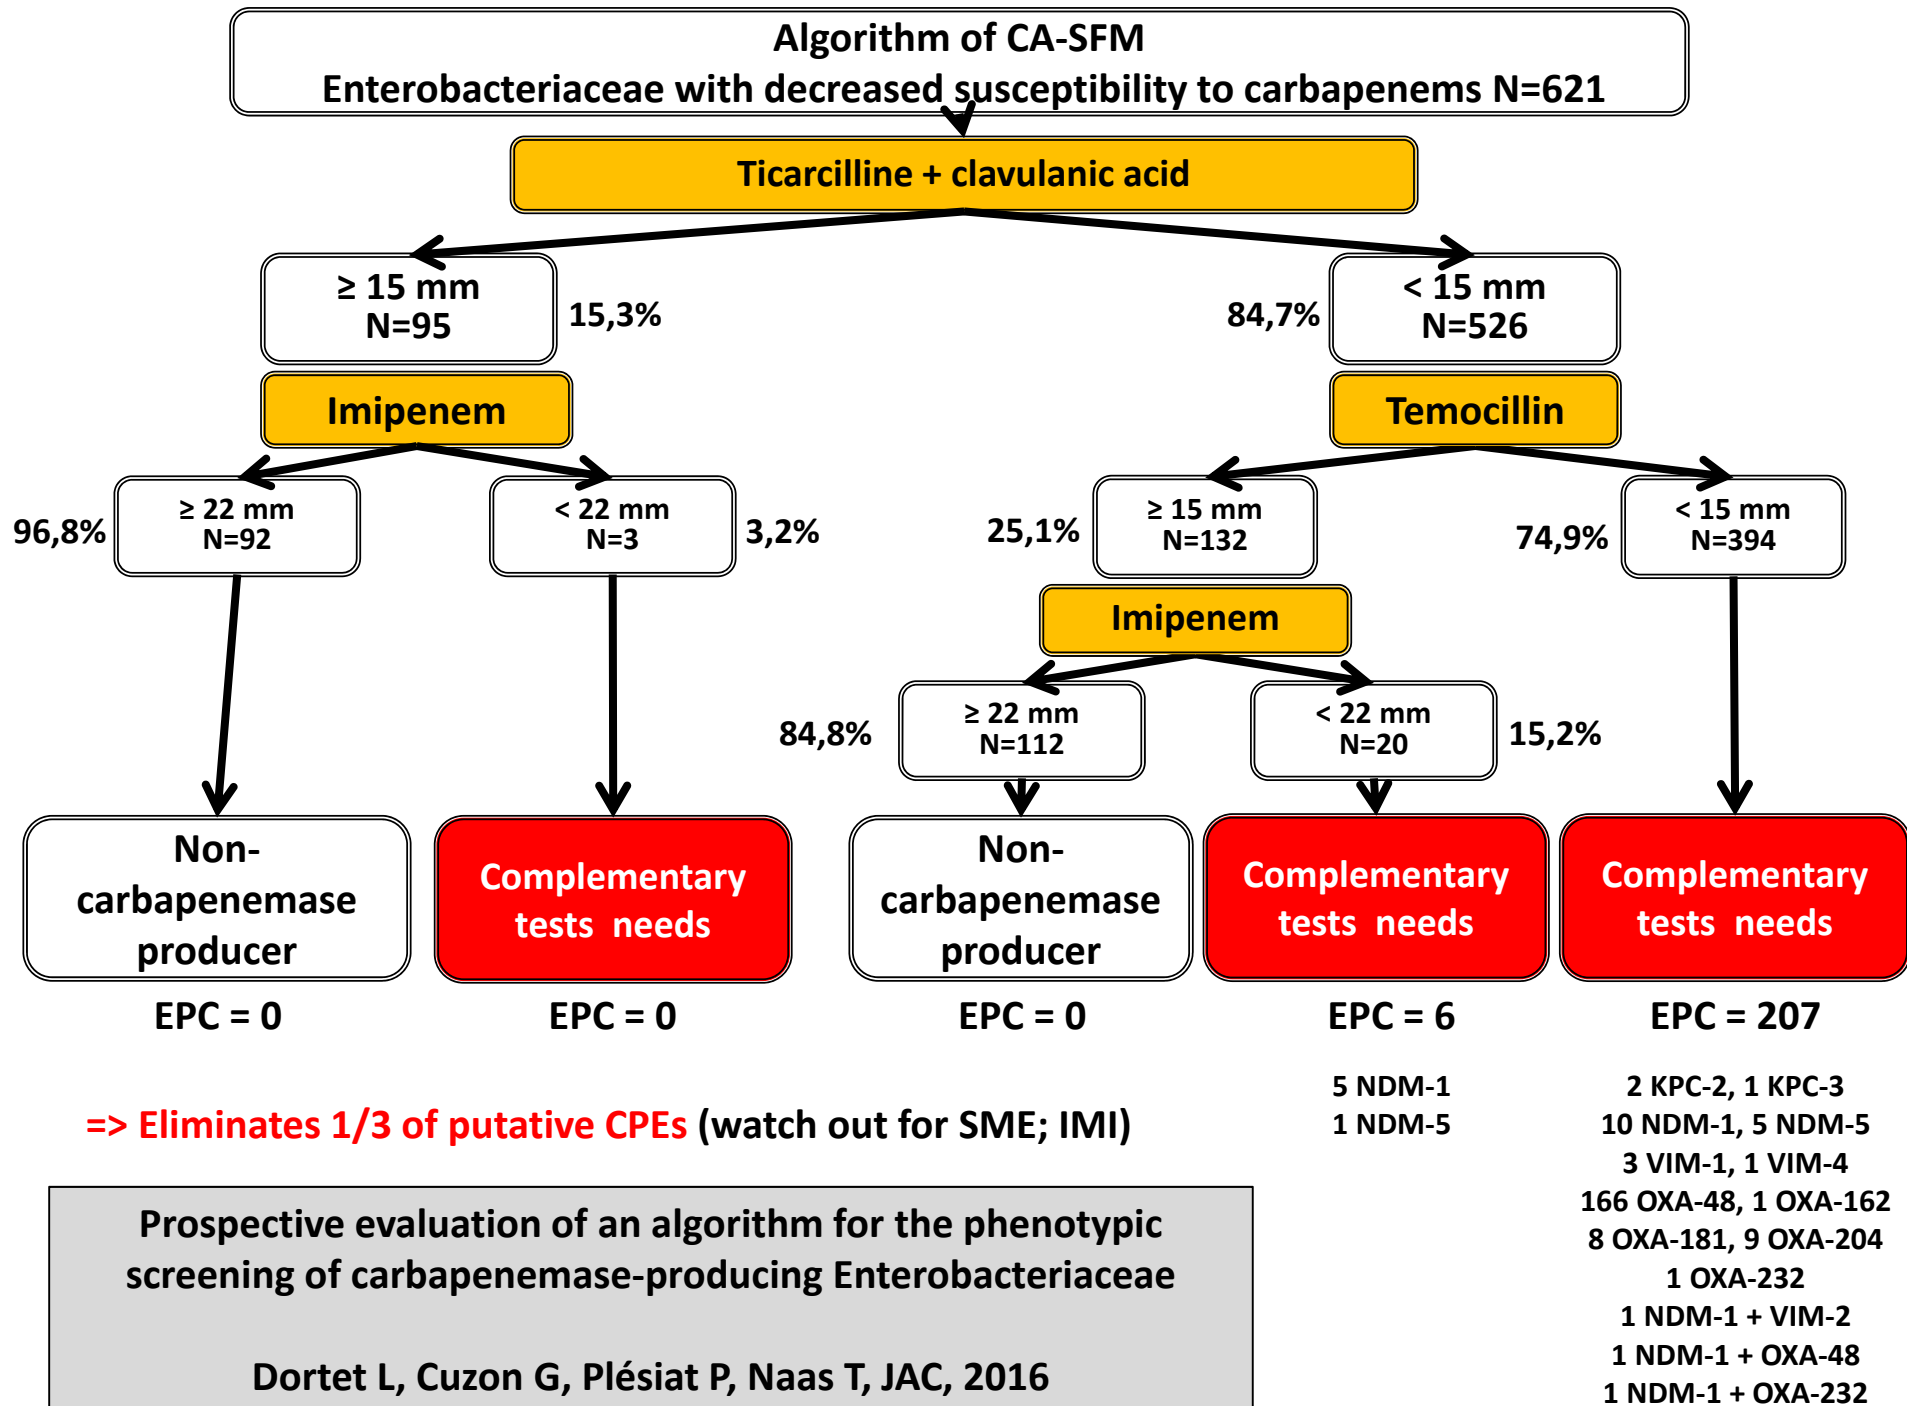 Algorithm of CA-SFM
Enterobacteriaceae with decreased susceptibility to carbapenems N=621
Ticarcilline + clavulanic acid
≥ 15 mm
N=95
15,3%
84,7%
< 15 mm
N=526
Imipenem
Temocillin
96,8%
≥ 22 mm
N=92
< 22 mm
N=3
3,2%
25,1%
≥ 15 mm
N=132
74,9%
< 15 mm
N=394
Imipenem
84,8%
≥ 22 mm
N=112
< 22 mm
N=20
15,2%
Non-
carbapenemase
producer
Complementary
tests needs
Non-
carbapenemase
producer
Complementary
tests needs
Complementary
tests needs
EPC = 0
EPC = 0
EPC = 0
EPC = 6
EPC = 207
5 NDM-1
1 NDM-5
2 KPC-2, 1 KPC-3
10 NDM-1, 5 NDM-5
3 VIM-1, 1 VIM-4
166 OXA-48, 1 OXA-162
8 OXA-181, 9 OXA-204
1 OXA-232
1 NDM-1 + VIM-2
1 NDM-1 + OXA-48
1 NDM-1 + OXA-232
=> Eliminates 1/3 of putative CPEs (watch out for SME; IMI)
Prospective evaluation of an algorithm for the phenotypic
screening of carbapenemase-producing Enterobacteriaceae
Dortet L, Cuzon G, Plésiat P, Naas T, JAC, 2016